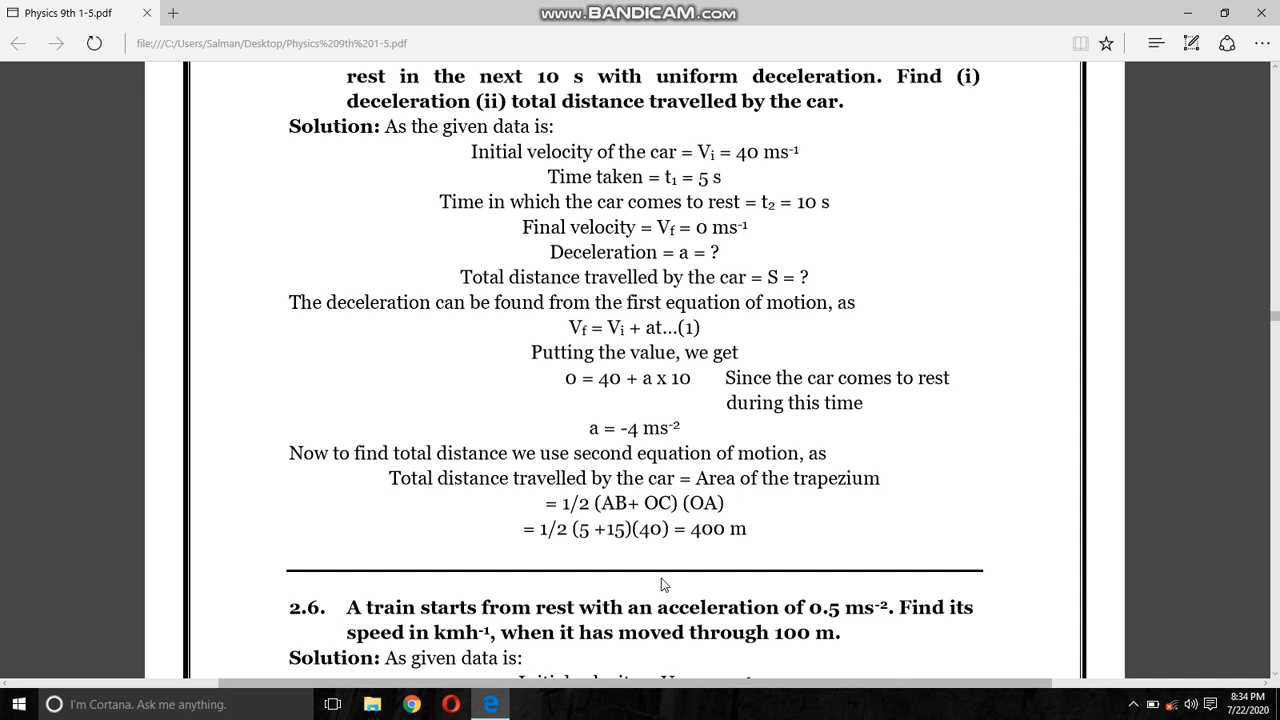 Physics 9th 1-5.pdf
www.BANDICAM.com
file:///C:/Users/Salman/Desktop/Physics%209th%201-5.pdf
rest in the next 10 s with uniform deceleration. Find (i)
deceleration (ii) total distance travelled by the car.
Solution: As the given data is:
Initial velocity of the car = Vᵢ = 40 ms⁻¹
Time taken = t₁ = 5 s
Time in which the car comes to rest = t₂ = 10 s
Final velocity = V_f = 0 ms⁻¹
Deceleration = a = ?
Total distance travelled by the car = S = ?
The deceleration can be found from the first equation of motion, as
V_f = Vᵢ + at...(1)
Putting the value, we get
0 = 40 + a x 10 Since the car comes to rest
during this time
a = -4 ms⁻²
Now to find total distance we use second equation of motion, as
Total distance travelled by the car = Area of the trapezium
= 1/2 (AB+ OC) (OA)
= 1/2 (5 +15)(40) = 400 m
2.6. A train starts from rest with an acceleration of 0.5 ms⁻². Find its
speed in kmh⁻¹, when it has moved through 100 m.
Solution: As given data is:
I'm Cortana. Ask me anything.
8:34 PM
7/22/2020